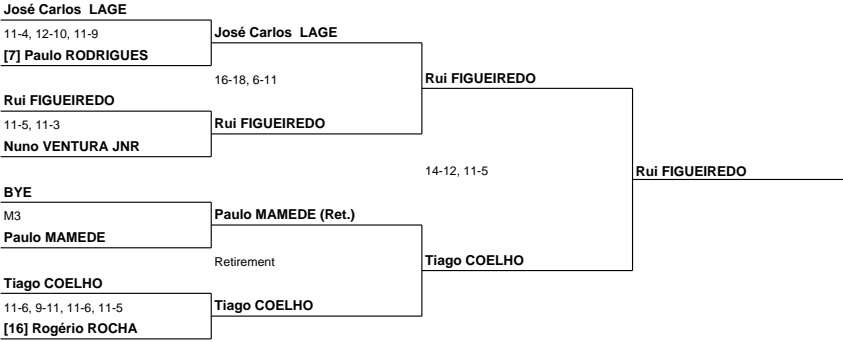 José Carlos LAGE
11-4, 12-10, 11-9
[7] Paulo RODRIGUES
José Carlos LAGE
16-18, 6-11
Rui FIGUEIREDO
11-5, 11-3
Nuno VENTURA JNR
Rui FIGUEIREDO
Rui FIGUEIREDO
14-12, 11-5
Rui FIGUEIREDO
BYE
M3
Paulo MAMEDE
Paulo MAMEDE (Ret.)
Retirement
Tiago COELHO
Tiago COELHO
11-6, 9-11, 11-6, 11-5
[16] Rogério ROCHA
Tiago COELHO